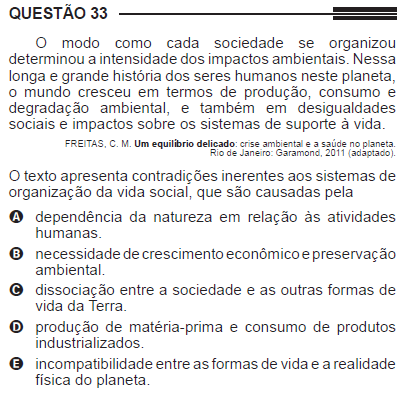 QUESTÃO 33
O modo como cada sociedade se organizou
determinou a intensidade dos impactos ambientais. Nessa
longa e grande história dos seres humanos neste planeta,
o mundo cresceu em termos de produção, consumo e
degradação ambiental, e também em desigualdades
sociais e impactos sobre os sistemas de suporte à vida.
FREITAS, C. M. Um equilíbrio delicado: crise ambiental e a saúde no planeta.
Rio de Janeiro: Garamond, 2011 (adaptado).
O texto apresenta contradições inerentes aos sistemas de
organização da vida social, que são causadas pela
A dependência da natureza em relação às atividades
humanas.
B necessidade de crescimento econômico e preservação
ambiental.
C dissociação entre a sociedade e as outras formas de
vida da Terra.
D produção de matéria-prima e consumo de produtos
industrializados.
E incompatibilidade entre as formas de vida e a realidade
física do planeta.